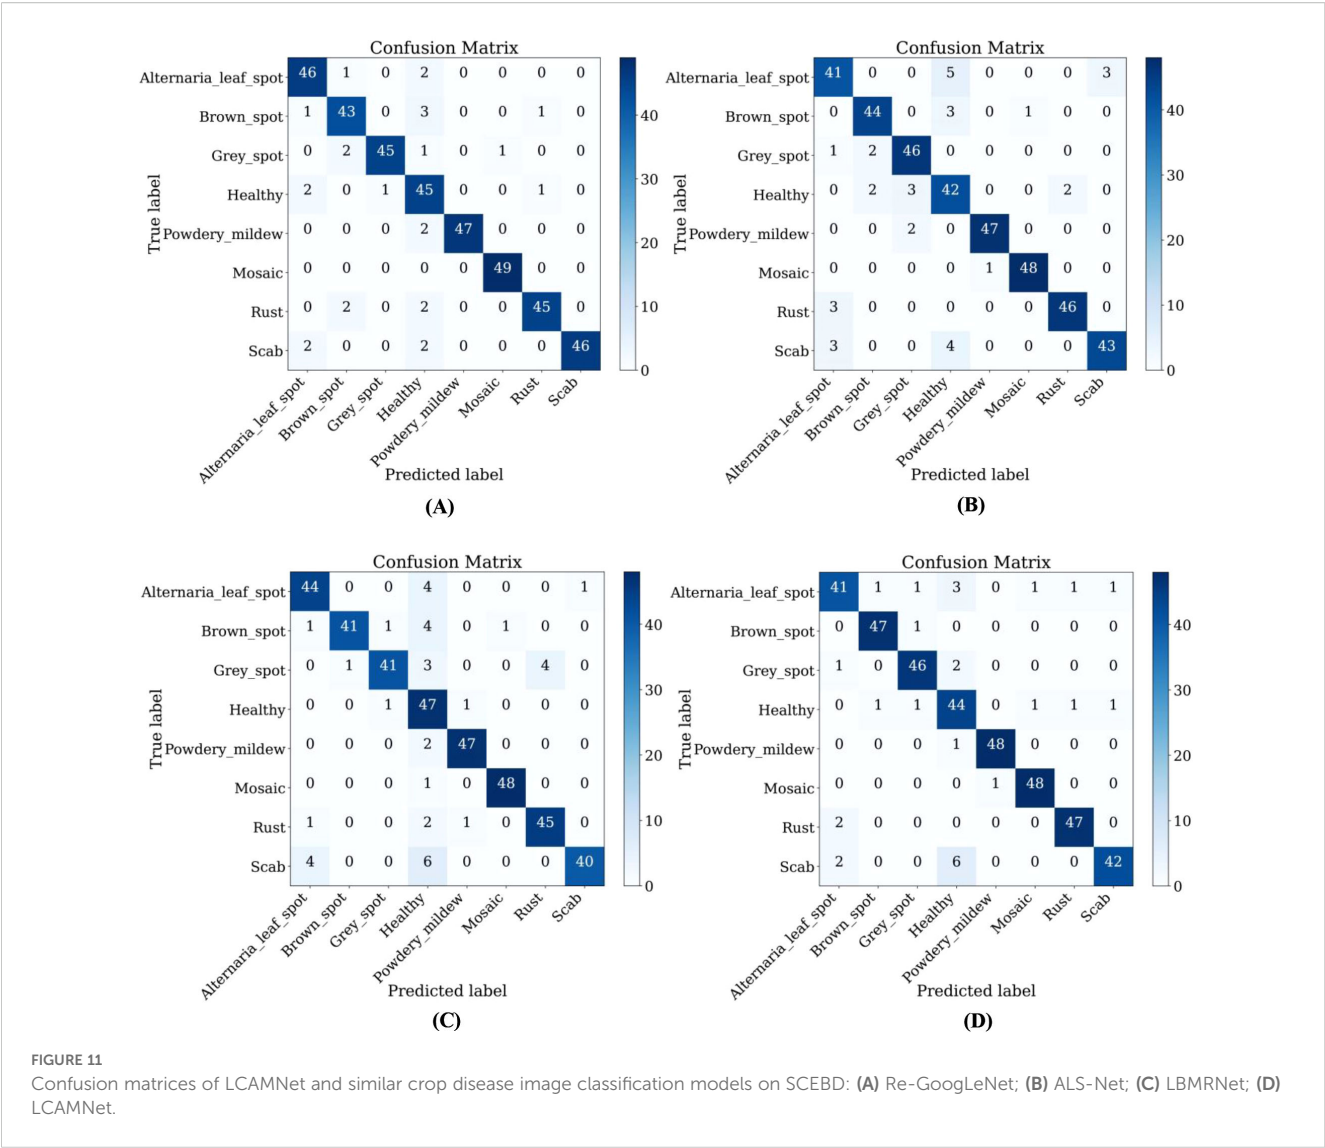 Confusion Matrix
Alternaria_leaf_spot 46 1 0 2 0 0 0 0
Brown_spot 1 43 0 3 0 0 1 0
Grey_spot 0 2 45 1 0 1 0 0
Healthy 2 0 1 45 0 0 1 0
Powdery_mildew 0 0 0 2 47 0 0 0
Mosaic 0 0 0 0 0 49 0 0
Rust 0 2 0 2 0 0 45 0
Scab 2 0 0 2 0 0 0 46
True label
Alternaria_leaf_spot Brown_spot Grey_spot Healthy Powdery_mildew Mosaic Rust Scab
Predicted label
40
30
20
10
0
(A)
Confusion Matrix
Alternaria_leaf_spot 41 0 0 5 0 0 0 3
Brown_spot 0 44 0 3 0 1 0 0
Grey_spot 1 2 46 0 0 0 0 0
Healthy 0 2 3 42 0 0 2 0
Powdery_mildew 0 0 2 0 47 0 0 0
Mosaic 0 0 0 0 1 48 0 0
Rust 3 0 0 0 0 0 46 0
Scab 3 0 0 4 0 0 0 43
True label
Alternaria_leaf_spot Brown_spot Grey_spot Healthy Powdery_mildew Mosaic Rust Scab
Predicted label
40
30
20
10
0
(B)
Confusion Matrix
Alternaria_leaf_spot 44 0 0 4 0 0 0 1
Brown_spot 1 41 1 4 0 1 0 0
Grey_spot 0 1 41 3 0 0 4 0
Healthy 0 0 1 47 1 0 0 0
Powdery_mildew 0 0 0 2 47 0 0 0
Mosaic 0 0 0 1 0 48 0 0
Rust 1 0 0 2 1 0 45 0
Scab 4 0 0 6 0 0 0 40
True label
Alternaria_leaf_spot Brown_spot Grey_spot Healthy Powdery_mildew Mosaic Rust Scab
Predicted label
40
30
20
10
0
(C)
Confusion Matrix
Alternaria_leaf_spot 41 1 1 3 0 1 1 1
Brown_spot 0 47 1 0 0 0 0 0
Grey_spot 1 0 46 2 0 0 0 0
Healthy 0 1 1 44 0 1 1 1
Powdery_mildew 0 0 0 1 48 0 0 0
Mosaic 0 0 0 0 1 48 0 0
Rust 2 0 0 0 0 0 47 0
Scab 2 0 0 6 0 0 0 42
True label
Alternaria_leaf_spot Brown_spot Grey_spot Healthy Powdery_mildew Mosaic Rust Scab
Predicted label
40
30
20
10
0
(D)
FIGURE 11
Confusion matrices of LCAMNet and similar crop disease image classification models on SCEBD: (A) Re-GoogLeNet; (B) ALS-Net; (C) LBMRNet; (D)
LCAMNet.